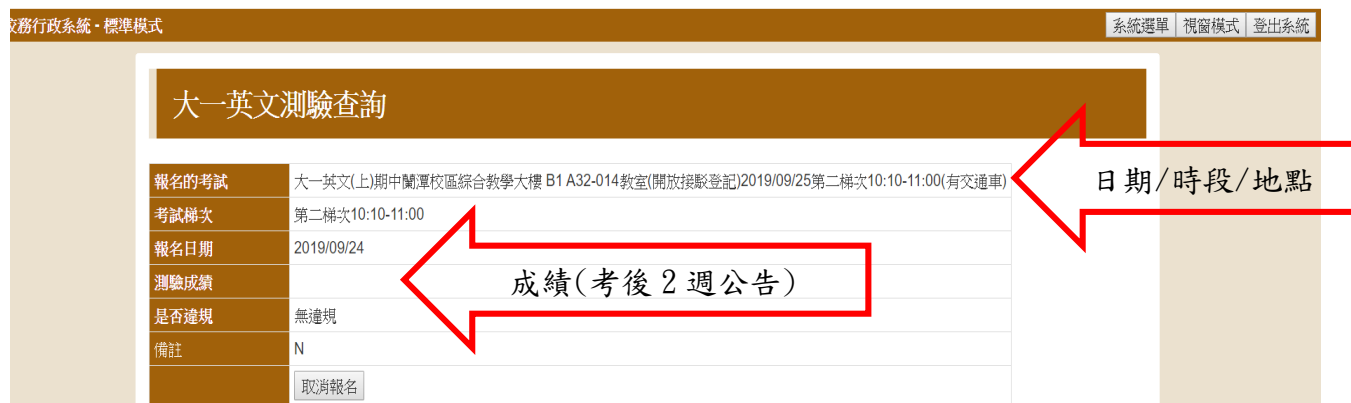 校務行政系統 - 標準模式
系統選單 視窗模式 登出系統
大一英文測驗查詢
報名的考試 大一英文(上)期中蘭潭校區綜合教學大樓 B1 A32-014教室(開放接駁登記)2019/09/25第二梯次10:10-11:00(有交通車)
日期/時段/地點
考試梯次 第二梯次10:10-11:00
報名日期 2019/09/24
測驗成績
成績(考後 2 週公告)
是否違規 無違規
備註 N
取消報名